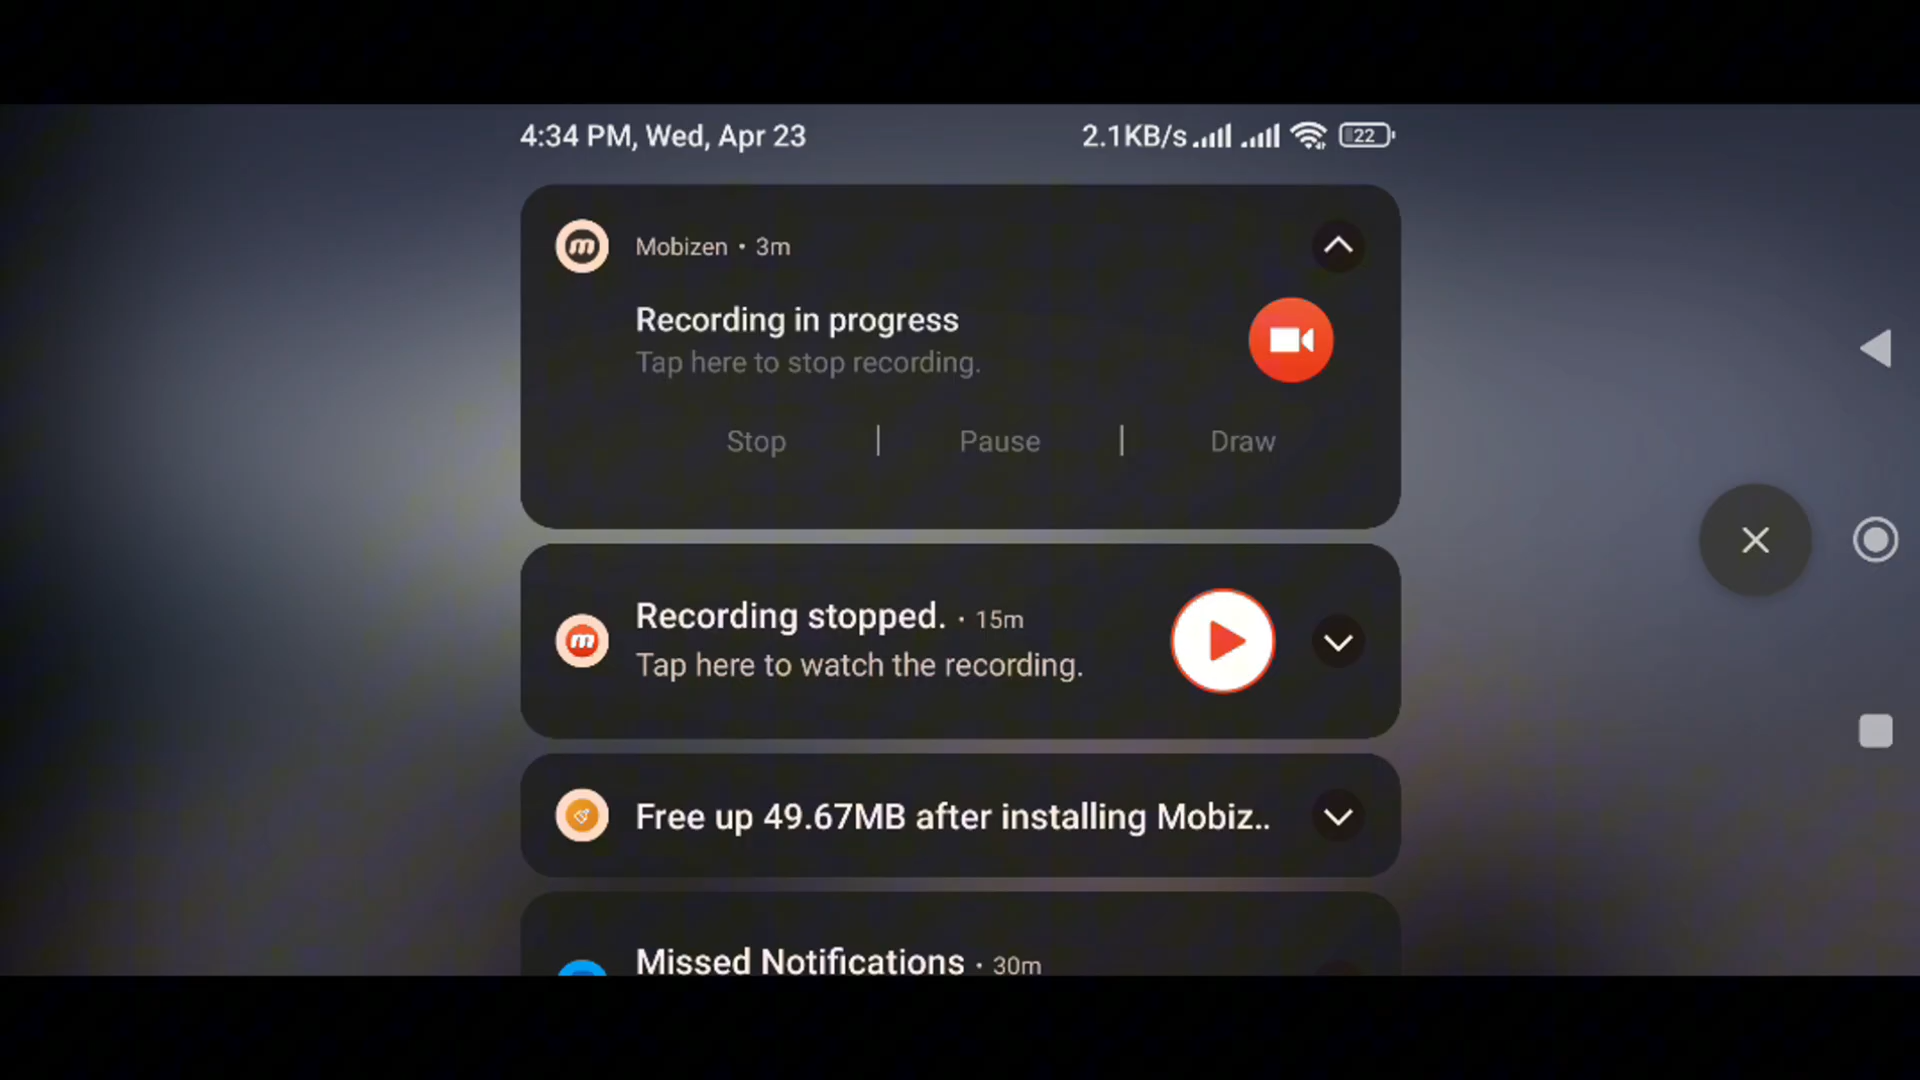 4:34 PM, Wed, Apr 23 2.1KB/s 22
Mobizen • 3m
Recording in progress
Tap here to stop recording.
Stop | Pause | Draw
Recording stopped. • 15m
Tap here to watch the recording.
Free up 49.67MB after installing Mobiz..
Missed Notifications • 30m